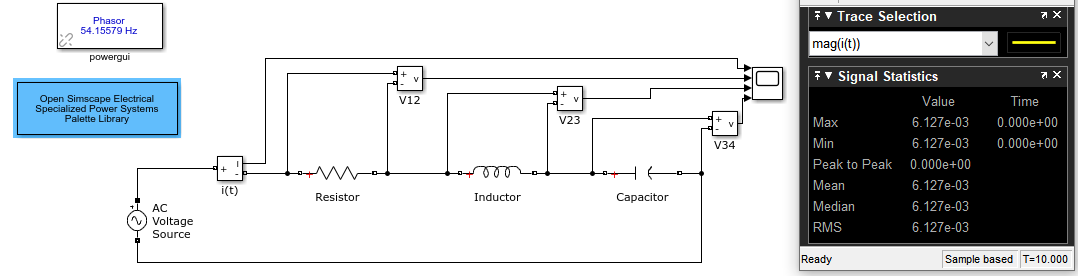 Phasor
54.15579 Hz
powergui
Open Simscape Electrical
Specialized Power Systems
Palette Library
+
-
v
V12
+
-
v
V23
+
-
v
V34
+
I
-
i(t)
+
Resistor
+
Inductor
+
Capacitor
+
AC
Voltage
Source
Trace Selection
mag(i(t))
Signal Statistics
Value Time
Max 6.127e-03 0.000e+00
Min 6.127e-03 0.000e+00
Peak to Peak 0.000e+00
Mean 6.127e-03
Median 6.127e-03
RMS 6.127e-03
Ready Sample based T=10.000